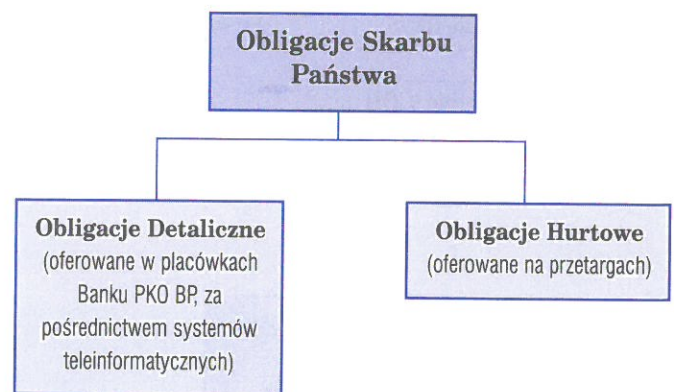 Obligacje Skarbu
Państwa
Obligacje Detaliczne
(oferowane w placówkach
Banku PKO BP, za
pośrednictwem systemów
teleinformatycznych)
Obligacje Hurtowe
(oferowane na przetargach)